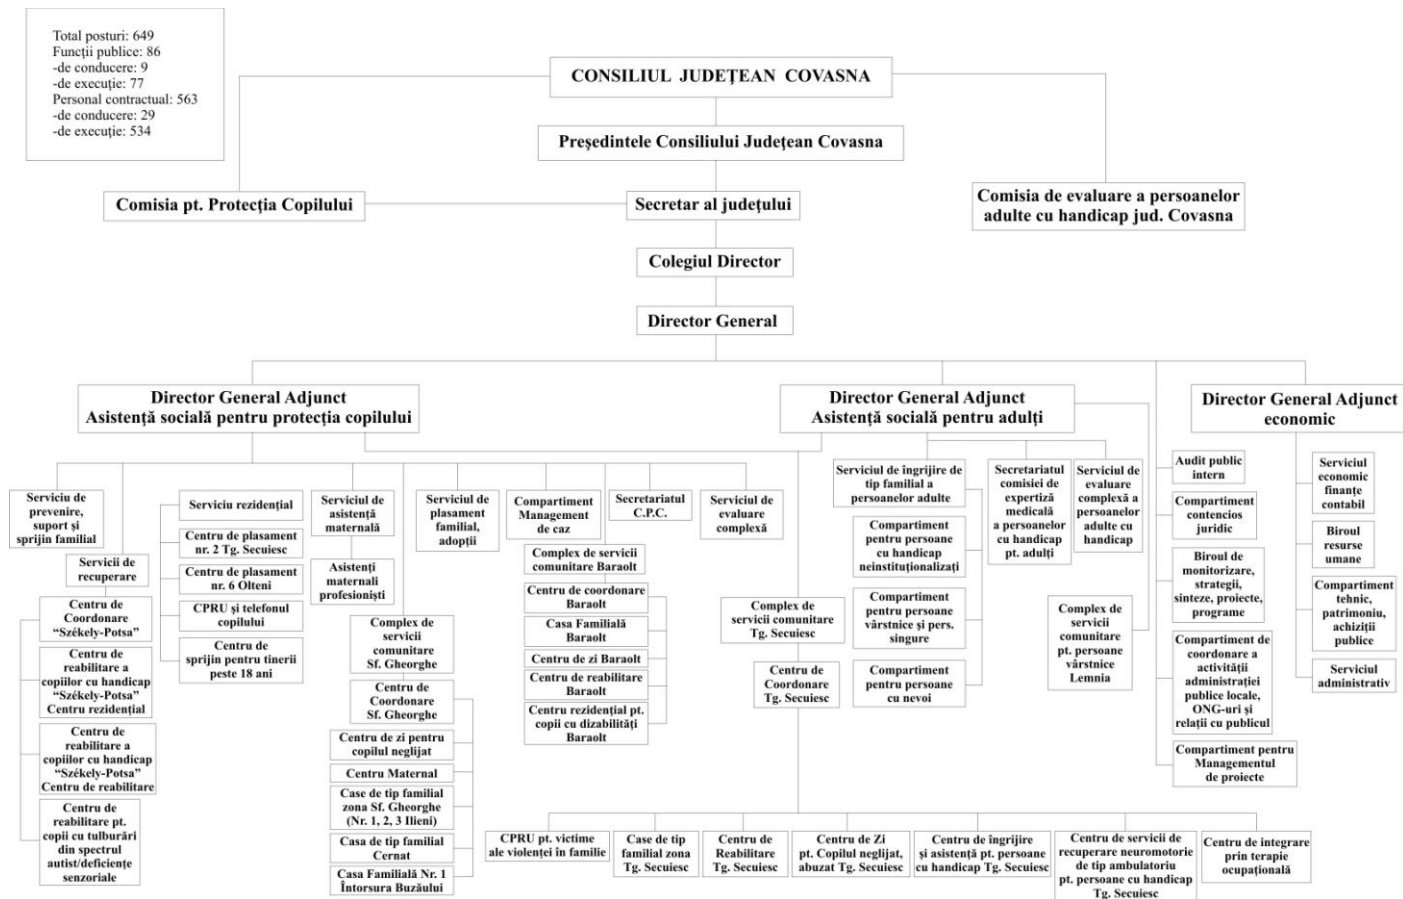 Total posturi: 649
Funcții publice: 86
-de conducere: 9
-de execuție: 77
Personal contractual: 563
-de conducere: 29
-de execuție: 534
CONSILIUL JUDEȚEAN COVASNA
Președintele Consiliului Județean Covasna
Comisia pt. Protecția Copilului
Secretar al județului
Comisia de evaluare a persoanelor
adulte cu handicap jud. Covasna
Colegiul Director
Director General
Director General Adjunct
Asistență socială pentru protecția copilului
Director General Adjunct
Asistență socială pentru adulți
Director General Adjunct
economic
Serviciu de
prevenire,
suport și
sprijin familial
Servicii de
recuperare
Centru de
Coordonare
“Székely-Potsa”
Centru de
reabilitare a
copiilor cu handicap
“Székely-Potsa”
Centru rezidențial
Centru de
reabilitare a
copiilor cu handicap
“Székely-Potsa”
Centru de reabilitare
Centru de
reabilitare pt.
copii cu tulburări
din spectrul
autist/deficiențe
senzoriale
Serviciu rezidențial
Centru de plasament
nr. 2 Tg. Secuiesc
Centru de plasament
nr. 6 Olteni
CPRU și telefonul
copilului
Centru de
sprijin pentru tinerii
peste 18 ani
Serviciul de
asistență
maternală
Asistenți
maternali
profesioniști
Complex de
servicii
comunitare
Sf. Gheorghe
Centru de
Coordonare
Sf. Gheorghe
Centru de zi pentru
copilul neglijat
Centru Maternal
Case de tip familial
zona Sf. Gheorghe
(Nr. 1, 2, 3 Ilieni)
Casa de tip familial
Cernat
Casa Familială Nr. 1
Întorsura Buzăului
Serviciul de
plasament
familial,
adopții
Compartiment
Management
de caz
Complex de servicii
comunitare Baraolt
Centru de coordonare
Baraolt
Casa Familială
Baraolt
Centru de zi Baraolt
Centru de reabilitare
Baraolt
Centru rezidențial pt.
copii cu dizabilități
Baraolt
Secretariatul
C.P.C.
Serviciul de
evaluare
complexă
Complex de
servicii comunitare
Tg. Secuiesc
Centru de
Coordonare
Tg. Secuiesc
Serviciul de îngrijire de
tip familial a
persoanelor adulte
Compartiment
pentru persoane
cu handicap
neinstituționalizați
Compartiment
pentru persoane
vârstnice și pers.
singure
Compartiment
pentru persoane
cu nevoi
Secretariatul
comisiei de
expertiză
medicală
a persoanelor
cu handicap
pt. adulți
Serviciul de
evaluare
complexă a
persoanelor
adulte cu
handicap
Complex de
servicii
comunitare
pt. persoane
vârstnice
Lemnia
Audit public
intern
Compartiment
contencios
juridic
Biroul de
monitorizare,
strategii,
sinteze, proiecte,
programe
Compartiment de
coordonare a
activității
administrației
publice locale,
ONG-uri și
relații cu publicul
Compartiment pentru
Managementul
de proiecte
Serviciul
economic
finanțe
contabil
Biroul
resurse
umane
Compartiment
tehnic,
patrimoniu,
achiziții
publice
Serviciul
administrativ
CPRU pt. victime
ale violenței în familie
Case de tip
familial zona
Tg. Secuiesc
Centru de
Reabilitare
Tg. Secuiesc
Centru de Zi
pt. Copilul neglijat,
abuzat Tg. Secuiesc
Centru de îngrijire
și asistență pt. persoane
cu handicap Tg. Secuiesc
Centru de servicii de
recuperare neuromotorie
de tip ambulatoriu
pt. persoane cu handicap
Tg. Secuiesc
Centru de integrare
prin terapie
ocupațională